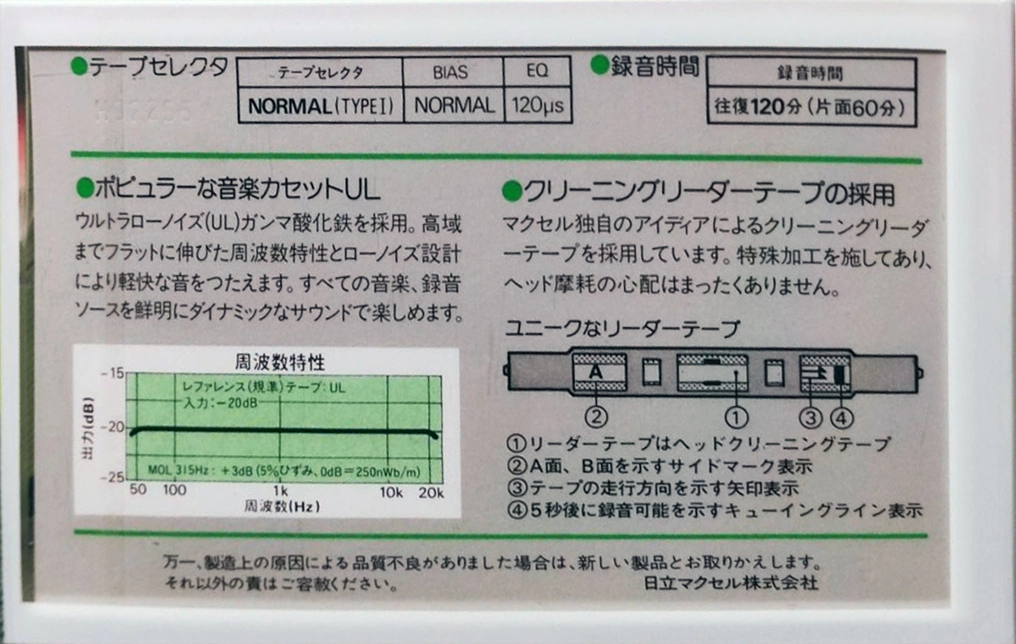 ●テープセレクタ
テープセレクタ BIAS EQ
NORMAL(TYPEI) NORMAL 120μs
●録音時間
録音時間
往復120分(片面60分)
●ポピュラーな音楽カセットUL
ウルトラローノイズ(UL)ガンマ酸化鉄を採用。高域
までフラットに伸びた周波数特性とローノイズ設計
により軽快な音をつたえます。すべての音楽、録音
ソースを鮮明にダイナミックなサウンドで楽しめます。
周波数特性
レファレンス(規準)テープ:UL
入力:-20dB
MOL 315Hz: +3dB (5%ひずみ、0dB=250nWb/m)
出力(dB)
-15
-20
-25
50 100 1k 10k 20k
周波数(Hz)
●クリーニングリーダーテープの採用
マクセル独自のアイディアによるクリーニングリーダ
ーテープを採用しています。特殊加工を施してあり、
ヘッド摩耗の心配はまったくありません。
ユニークなリーダーテープ
A
② ① ③ ④
①リーダーテープはヘッドクリーニングテープ
②A面、B面を示すサイドマーク表示
③テープの走行方向を示す矢印表示
④5秒後に録音可能を示すキューイングライン表示
万一、製造上の原因による品質不良がありました場合は、新しい製品とお取りかえします。
それ以外の責はご容赦ください。
日立マクセル株式会社